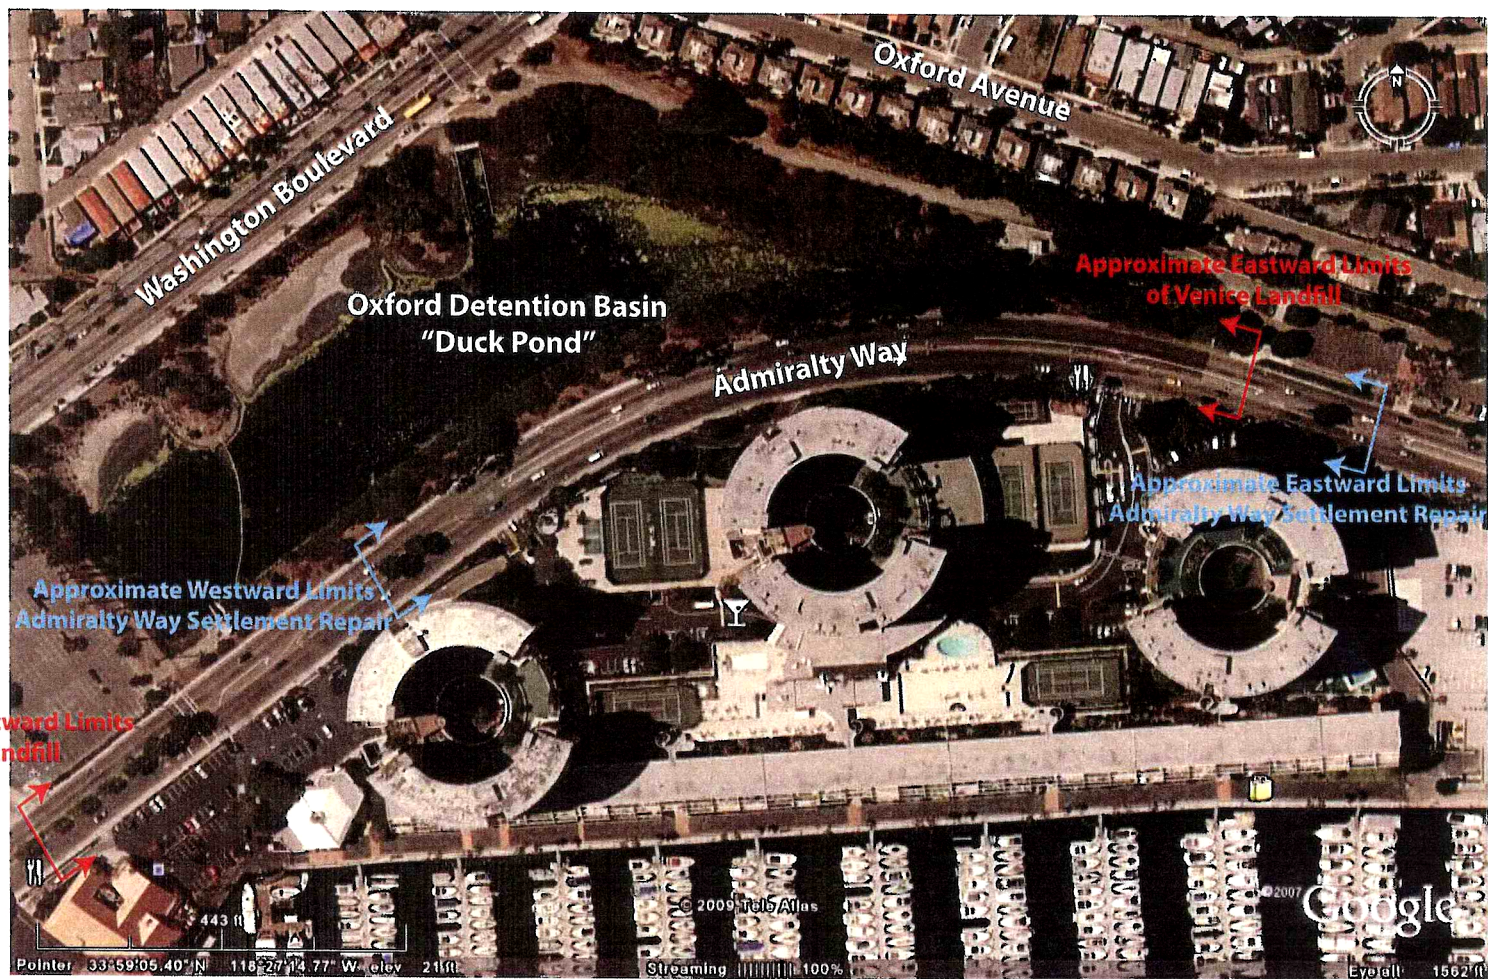 Oxford Avenue
N
Washington Boulevard
Approximate Eastward Limits
of Venice Landfill
Oxford Detention Basin
“Duck Pond”
Admiralty Way
Approximate Eastward Limits
Admiralty Way Settlement Repair
Approximate Westward Limits
Admiralty Way Settlement Repair
tward Limits
ndfill
443 ft
© 2009 Tele Atlas
©2007 Google
Pointer 33°59'05.40" N 118°27'14.77" W elev 21 ft
Streaming |||||||||| 100%
Eye alt 1562 ft